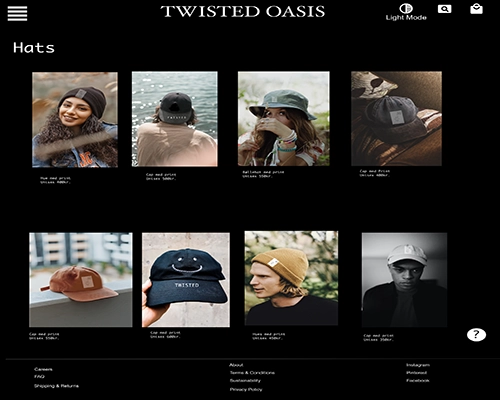 TWISTED OASIS
Light Mode
Hats
Hue med print
Unisex 400kr.
Cap med print
Unisex 500kr.
Bøllehat med print
Unisex 550kr.
Cap med Print
Unisex 400kr.
TWISTED
Cap med print
Unisex 550kr.
Cap med print
Unisex 600kr.
Hues med print
Unisex 450kr.
Cap med print
Unisex 350kr.
TWISTED
?
Careers
FAQ
Shipping & Returns
About
Terms & Conditions
Sustainability
Privacy Policy
Instagram
Pinterest
Facebook